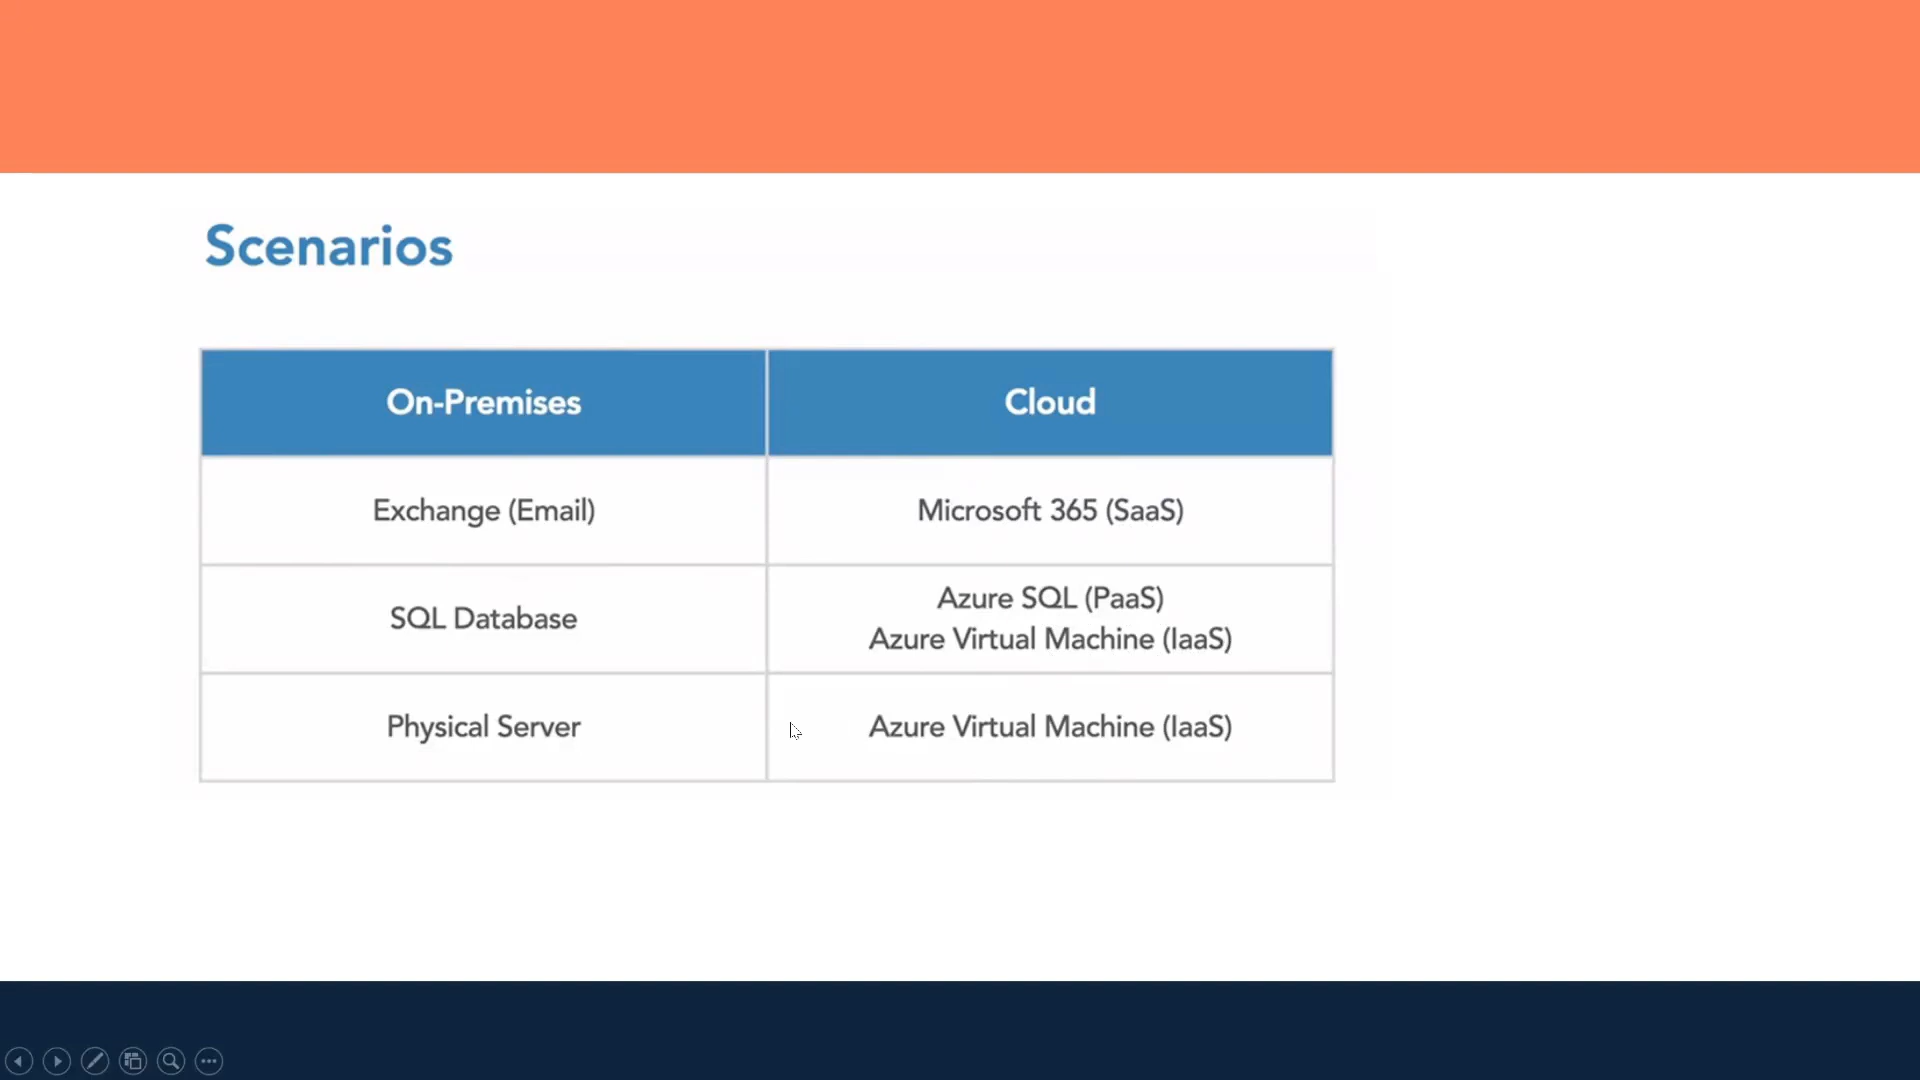 Scenarios
On-Premises
Cloud
Exchange (Email)
Microsoft 365 (SaaS)
SQL Database
Azure SQL (PaaS)
Azure Virtual Machine (IaaS)
Physical Server
Azure Virtual Machine (IaaS)